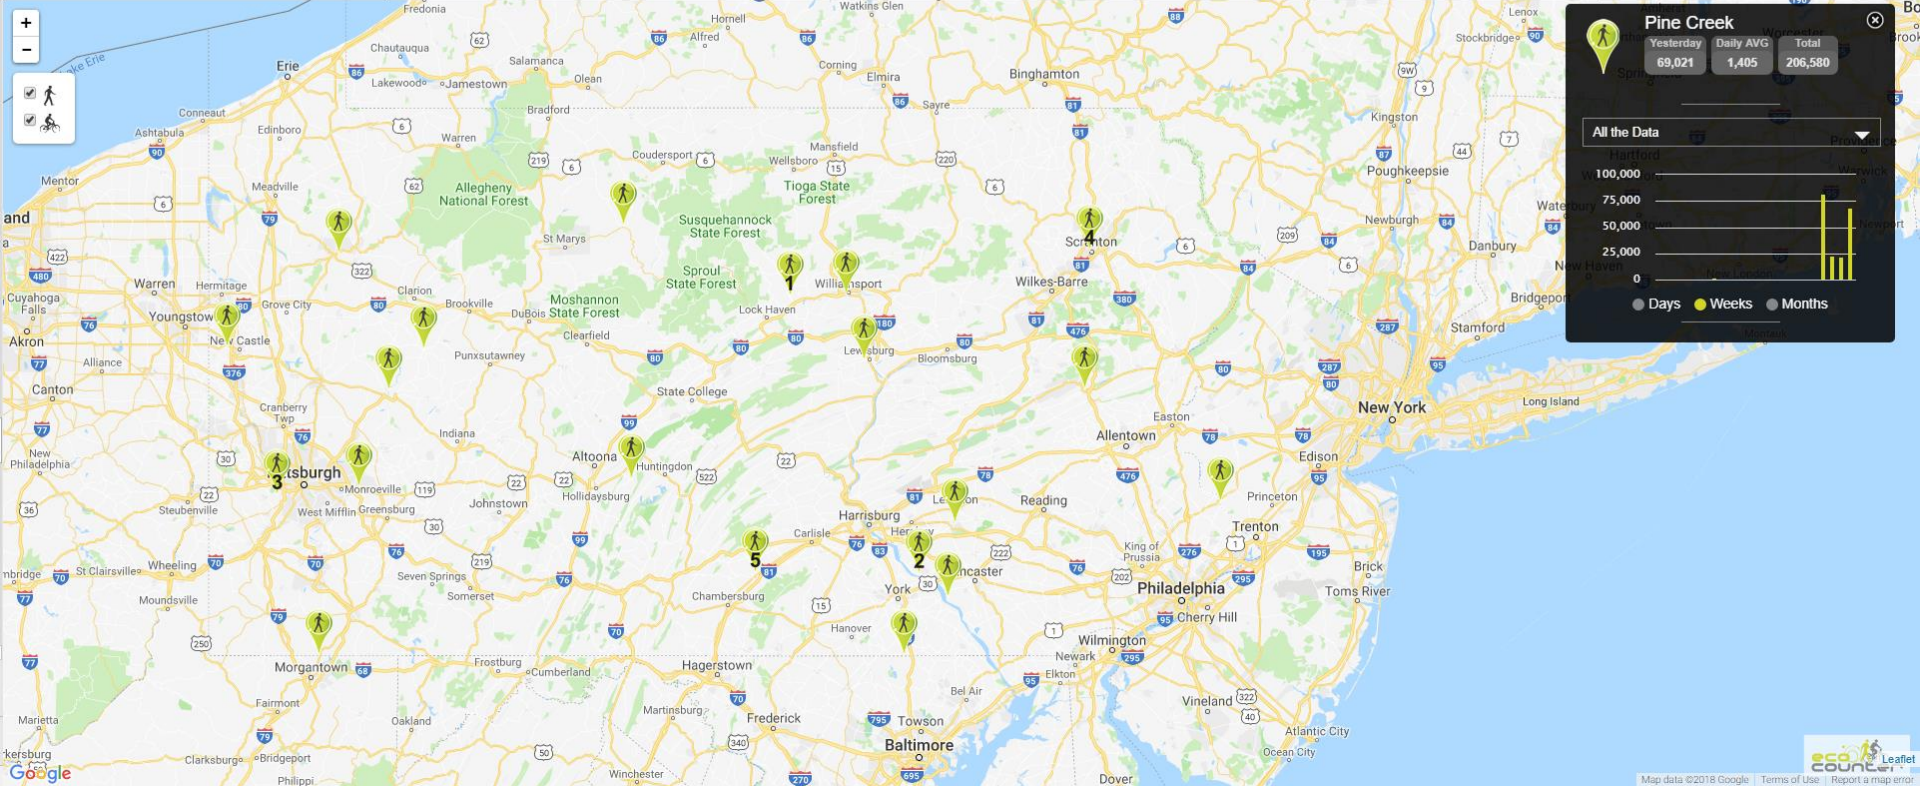 +
−
Fredonia
Watkins Glen
Hornell
Alfred
Chautauqua
Salamanca
Corning
Elmira
Binghamton
Erie
Lakewood
Jamestown
Olean
Sayre
Bradford
Conneaut
Ashtabula
Edinboro
Warren
Coudersport
Mansfield
Wellsboro
Kingston
Poughkeepsie
Mentor
Meadville
Allegheny
National Forest
Tioga State
Forest
Susquehannock
State Forest
Newburgh
Danbury
St Marys
Scranton
4
Sproul
State Forest
1
Williamsport
Wilkes-Barre
Warren
Hermitage
Grove City
Clarion
Brookville
DuBois
Moshannon
State Forest
Lock Haven
Bridgeport
Cuyahoga
Falls
New Castle
Clearfield
Lewisburg
Bloomsburg
Stamford
Akron
Alliance
Punxsutawney
State College
Canton
Cranberry
Twp
Easton
New York
Long Island
Indiana
Allentown
Edison
New
Philadelphia
Altoona
Huntingdon
3
Monroeville
Hollidaysburg
Johnstown
Steubenville
West Mifflin
Greensburg
Reading
Princeton
Harrisburg
Trenton
Carlisle
5
2
King of
Prussia
St Clairsville
Wheeling
Seven Springs
Somerset
Chambersburg
York
Philadelphia
Brick
Toms River
Moundsville
Hanover
Cherry Hill
Wilmington
Newark
Elkton
Morgantown
Frostburg
Cumberland
Hagerstown
Bel Air
Vineland
Fairmont
Martinsburg
Marietta
Oakland
Frederick
Towson
Atlantic City
Baltimore
Ocean City
Clarksburg
Bridgeport
Philippi
Winchester
Dover
Lenox
Stockbridge
Pine Creek
Yesterday
Daily AVG
Total
69,021
1,405
206,580
All the Data
100,000
75,000
50,000
25,000
0
Days
Weeks
Months
Google
eco
counter
Leaflet
Map data ©2018 Google
Terms of Use
Report a map error